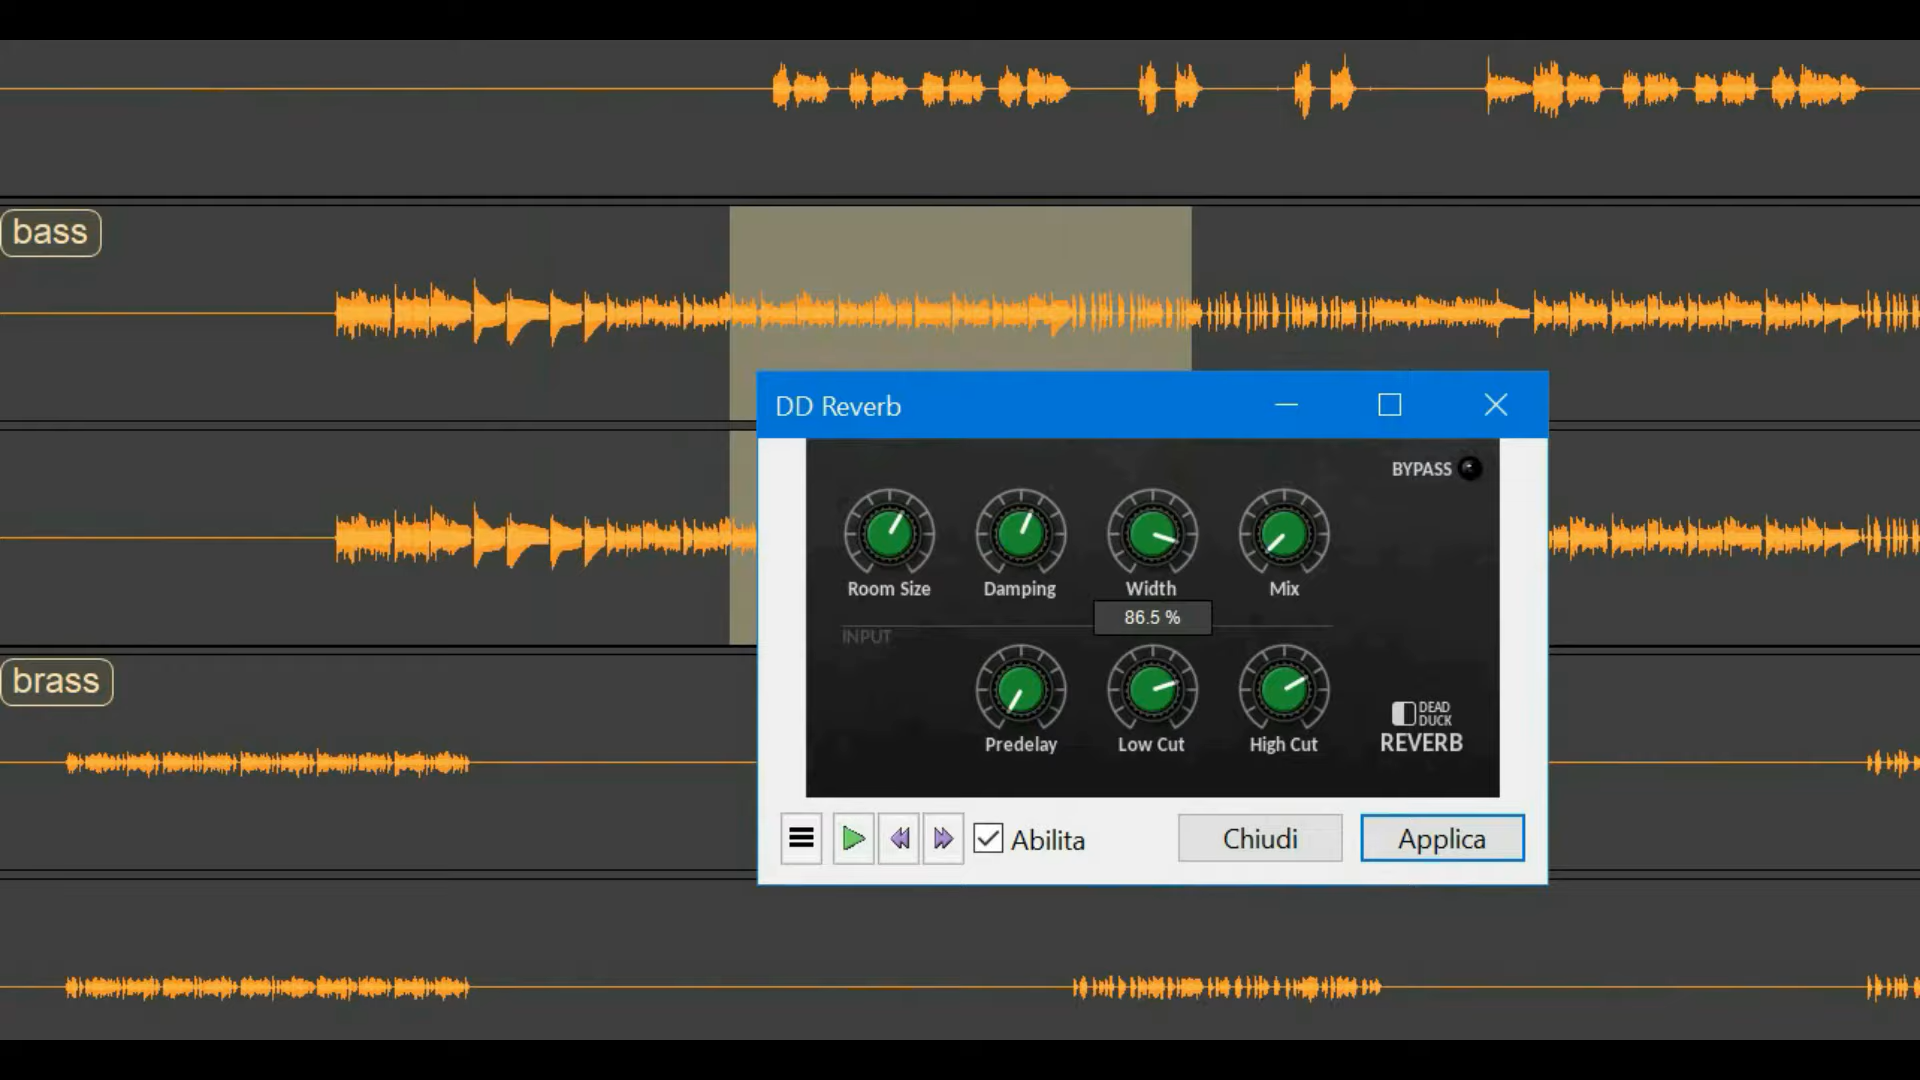 bass
DD Reverb
BYPASS
Room Size
Damping
Width
Mix
86.5 %
INPUT
Predelay
Low Cut
High Cut
DEAD
DUCK
REVERB
brass
Abilita
Chiudi
Applica